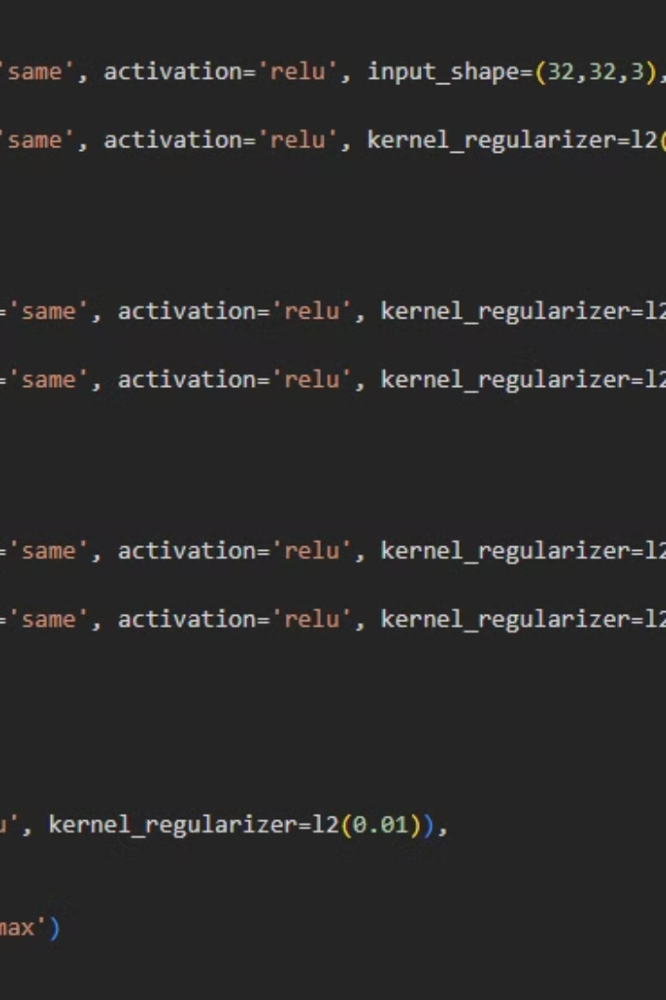 'same', activation='relu', input_shape=(32,32,3),
'same', activation='relu', kernel_regularizer=l2(
='same', activation='relu', kernel_regularizer=l2
='same', activation='relu', kernel_regularizer=l2
='same', activation='relu', kernel_regularizer=l2
='same', activation='relu', kernel_regularizer=l2
u', kernel_regularizer=l2(0.01)),
max')